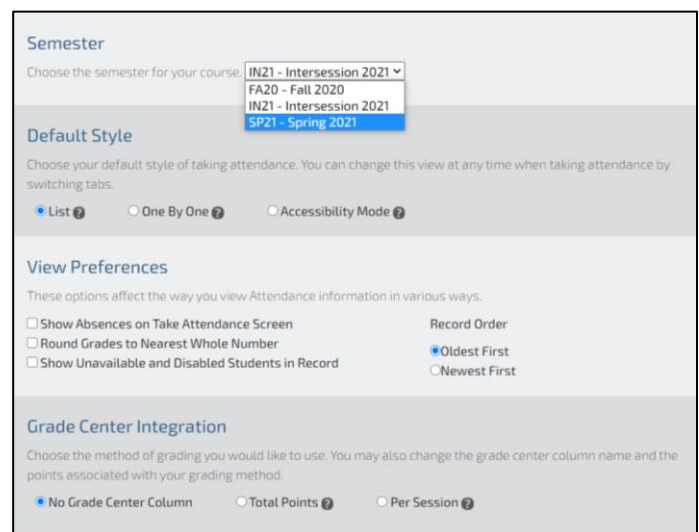 Semester
Choose the semester for your course. IN21 - Intersession 2021
FA20 - Fall 2020
IN21 - Intersession 2021
SP21 - Spring 2021
Default Style
Choose your default style of taking attendance. You can change this view at any time when taking attendance by
switching tabs.
List ? One By One ? Accessibility Mode ?
View Preferences
These options affect the way you view Attendance information in various ways.
Show Absences on Take Attendance Screen Record Order
Round Grades to Nearest Whole Number
Oldest First
Show Unavailable and Disabled Students in Record
Newest First
Grade Center Integration
Choose the method of grading you would like to use. You may also change the grade center column name and the
points associated with your grading method.
No Grade Center Column Total Points ? Per Session ?